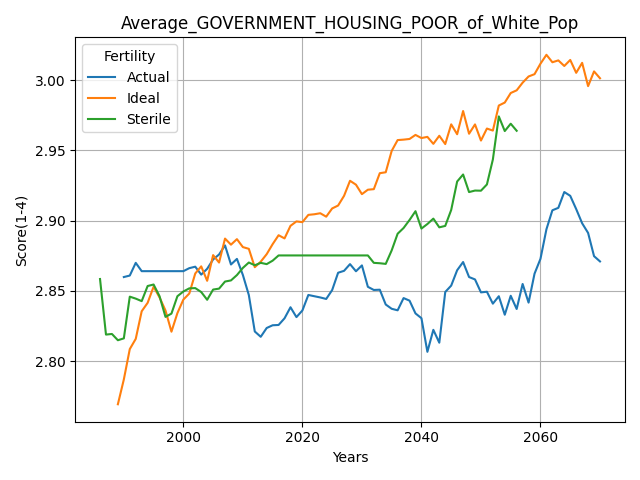 Average_GOVERNMENT_HOUSING_POOR_of_White_Pop
Fertility
Actual
Ideal
Sterile
Score(1-4)
3.00
2.95
2.90
2.85
2.80
2000 2020 2040 2060
Years